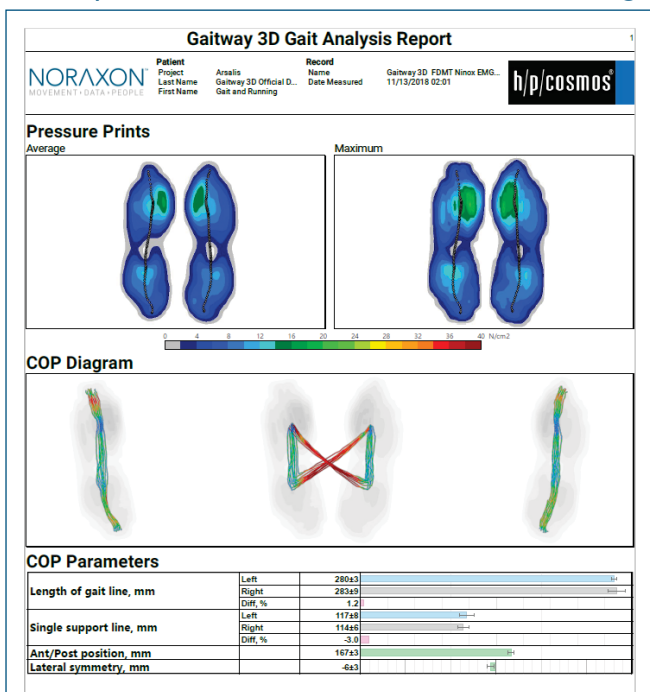 Gaitway 3D Gait Analysis Report
1
NORAXON
MOVEMENT • DATA • PEOPLE
Patient
Project Arsalis
Last Name Gaitway 3D Official D...
First Name Gait and Running
Record
Name Gaitway 3D FDMT Ninox EMG...
Date Measured 11/13/2018 02:01
h/p/cosmos®
Pressure Prints
Average
Maximum
0 4 8 12 16 20 24 28 32 36 40 N/cm2
COP Diagram
COP Parameters
Length of gait line, mm
Left 280±3
Right 283±9
Diff, % 1.2
Single support line, mm
Left 117±8
Right 114±6
Diff, % -3.0
Ant/Post position, mm 167±3
Lateral symmetry, mm -6±3